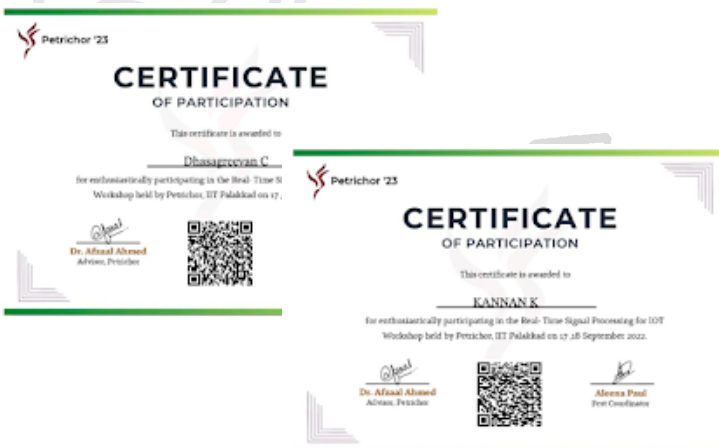 Petrichor '23
CERTIFICATE
OF PARTICIPATION
This certificate is awarded to
Dhasagreevan C
for enthusiastically participating in the Real- Time Si
Workshop held by Petrichor, IIT Palakkad on 17 ,
Dr. Afzaal Ahmed
Advisor, Petrichor
Petrichor '23
CERTIFICATE
OF PARTICIPATION
This certificate is awarded to
KANNAN K
for enthusiastically participating in the Real- Time Signal Processing for IOT
Workshop held by Petrichor, IIT Palakkad on 17 ,18 September 2022.
Dr. Afzaal Ahmed
Advisor, Petrichor
Aleena Paul
Fest Coordinator